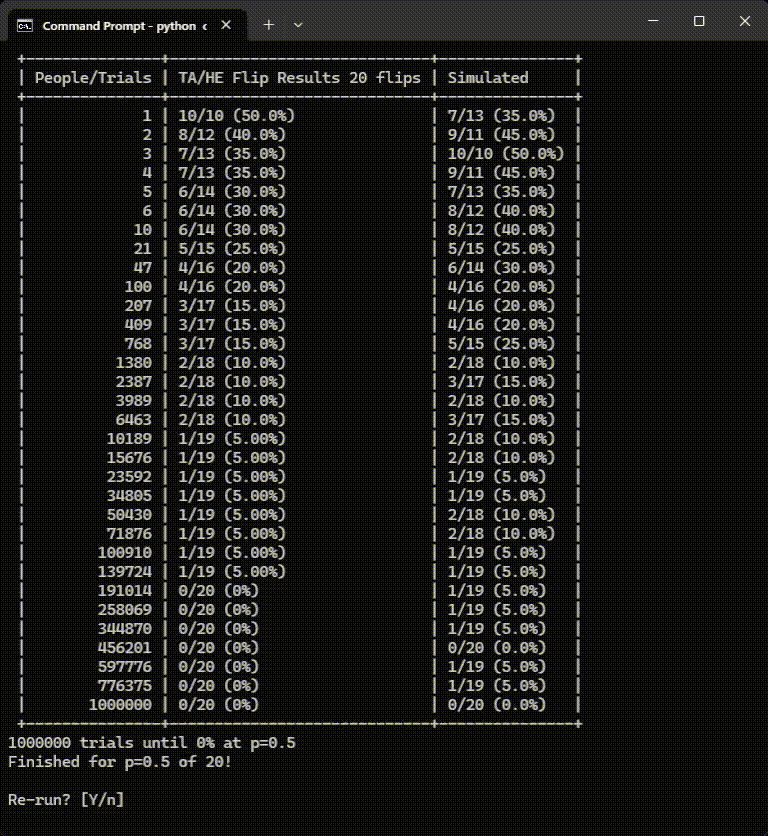 Command Prompt - python c
+---------------+-----------------------------+---------------+
| People/Trials | TA/HE Flip Results 20 flips | Simulated     |
+---------------+-----------------------------+---------------+
|             1 | 10/10 (50.0%)               | 7/13 (35.0%)  |
|             2 | 8/12 (40.0%)                | 9/11 (45.0%)  |
|             3 | 7/13 (35.0%)                | 10/10 (50.0%) |
|             4 | 7/13 (35.0%)                | 9/11 (45.0%)  |
|             5 | 6/14 (30.0%)                | 7/13 (35.0%)  |
|             6 | 6/14 (30.0%)                | 8/12 (40.0%)  |
|            10 | 6/14 (30.0%)                | 8/12 (40.0%)  |
|            21 | 5/15 (25.0%)                | 5/15 (25.0%)  |
|            47 | 4/16 (20.0%)                | 6/14 (30.0%)  |
|           100 | 4/16 (20.0%)                | 4/16 (20.0%)  |
|           207 | 3/17 (15.0%)                | 4/16 (20.0%)  |
|           409 | 3/17 (15.0%)                | 4/16 (20.0%)  |
|           768 | 3/17 (15.0%)                | 5/15 (25.0%)  |
|          1380 | 2/18 (10.0%)                | 2/18 (10.0%)  |
|          2387 | 2/18 (10.0%)                | 3/17 (15.0%)  |
|          3989 | 2/18 (10.0%)                | 2/18 (10.0%)  |
|          6463 | 2/18 (10.0%)                | 3/17 (15.0%)  |
|         10189 | 1/19 (5.00%)                | 2/18 (10.0%)  |
|         15676 | 1/19 (5.00%)                | 2/18 (10.0%)  |
|         23592 | 1/19 (5.00%)                | 1/19 (5.0%)   |
|         34805 | 1/19 (5.00%)                | 1/19 (5.0%)   |
|         50430 | 1/19 (5.00%)                | 2/18 (10.0%)  |
|         71876 | 1/19 (5.00%)                | 2/18 (10.0%)  |
|        100910 | 1/19 (5.00%)                | 1/19 (5.0%)   |
|        139724 | 1/19 (5.00%)                | 1/19 (5.0%)   |
|        191014 | 0/20 (0%)                   | 1/19 (5.0%)   |
|        258069 | 0/20 (0%)                   | 1/19 (5.0%)   |
|        344870 | 0/20 (0%)                   | 1/19 (5.0%)   |
|        456201 | 0/20 (0%)                   | 0/20 (0.0%)   |
|        597776 | 0/20 (0%)                   | 1/19 (5.0%)   |
|        776375 | 0/20 (0%)                   | 1/19 (5.0%)   |
|       1000000 | 0/20 (0%)                   | 0/20 (0.0%)   |
+---------------+-----------------------------+---------------+
1000000 trials until 0% at p=0.5
Finished for p=0.5 of 20!
Re-run? [Y/n]